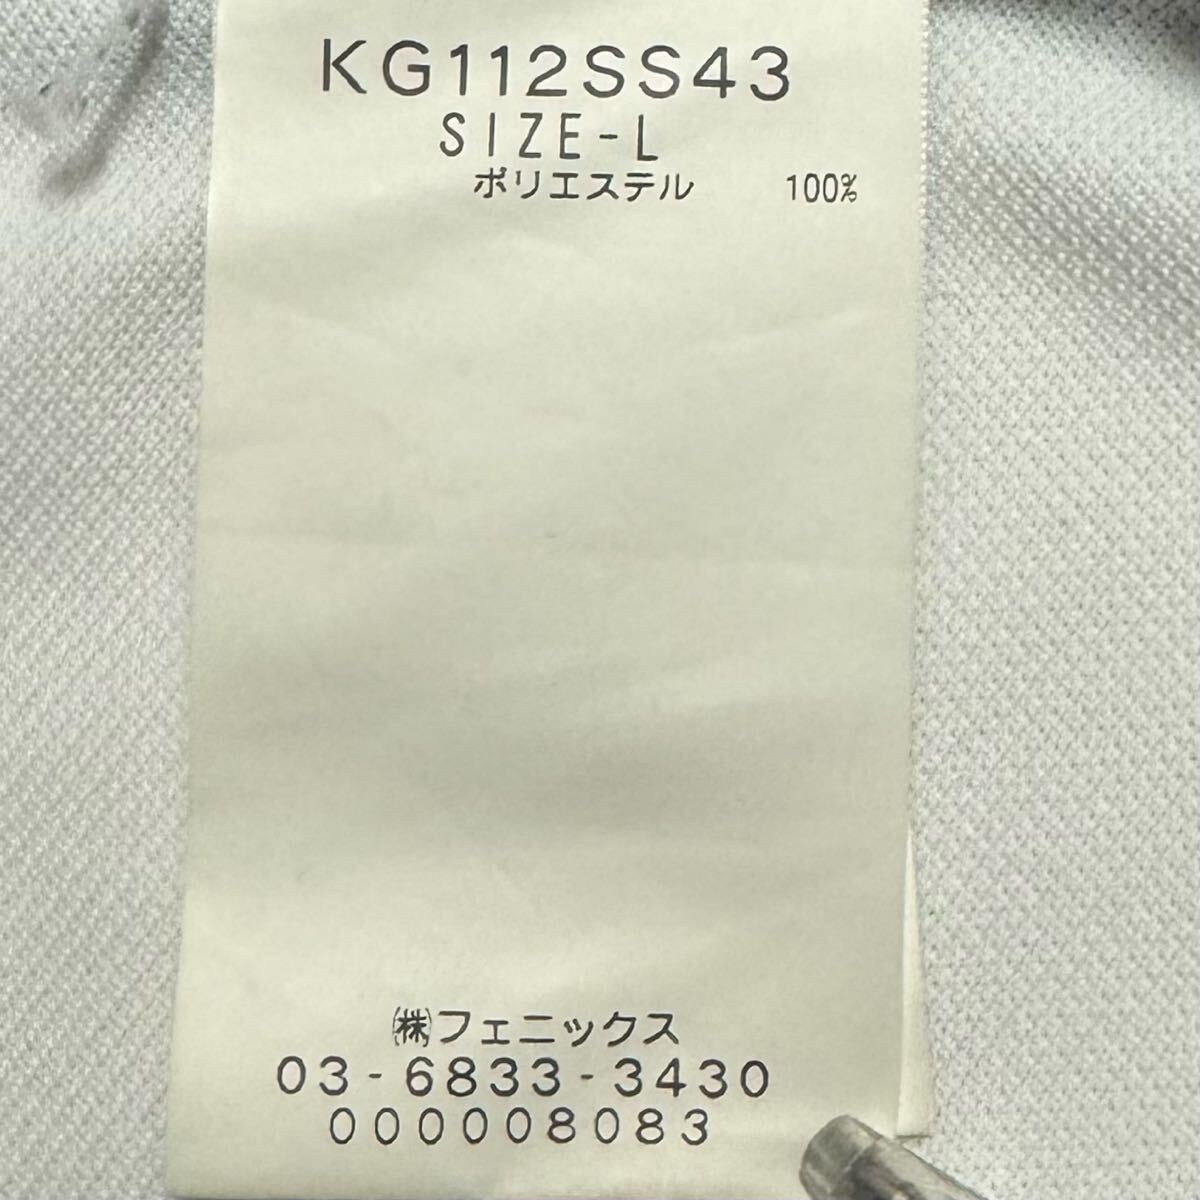 KG112SS43
SIZE-L
ポリエステル 100%
㈱フェニックス
03-6833-3430
000008083